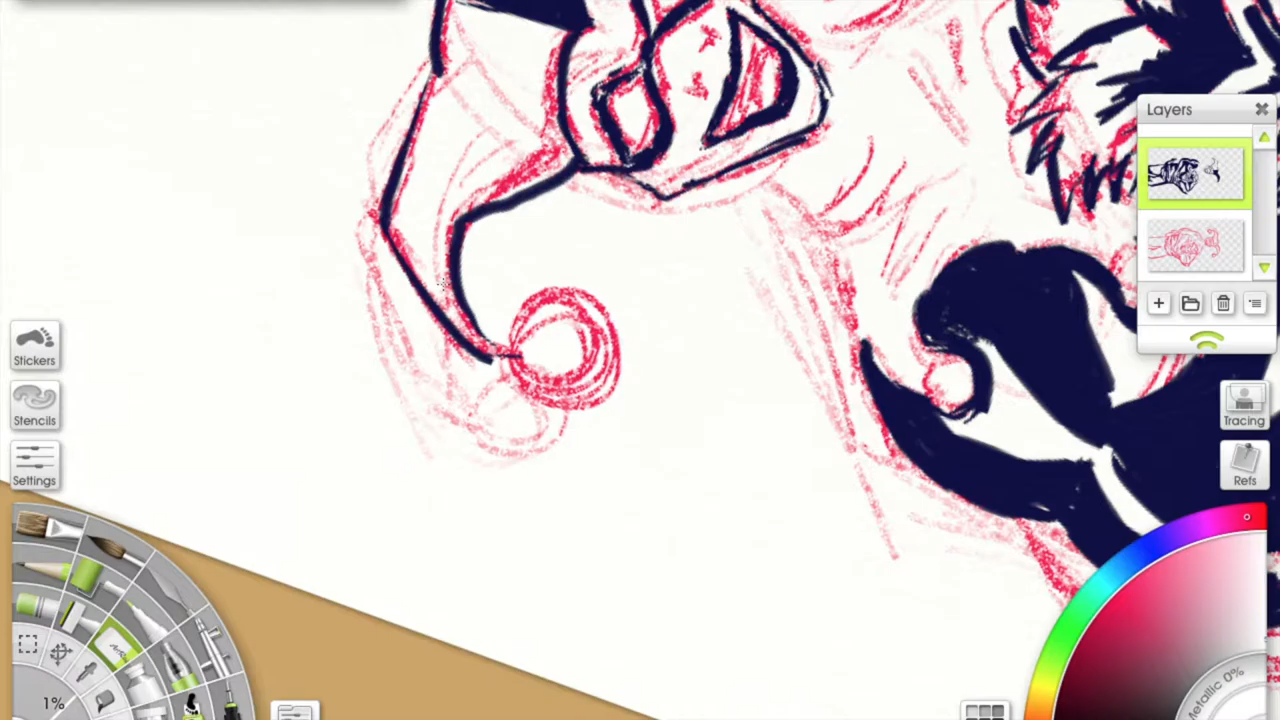 Layers
Stickers
Stencils
Settings
Tracing
Refs
1%
Metallic 0%